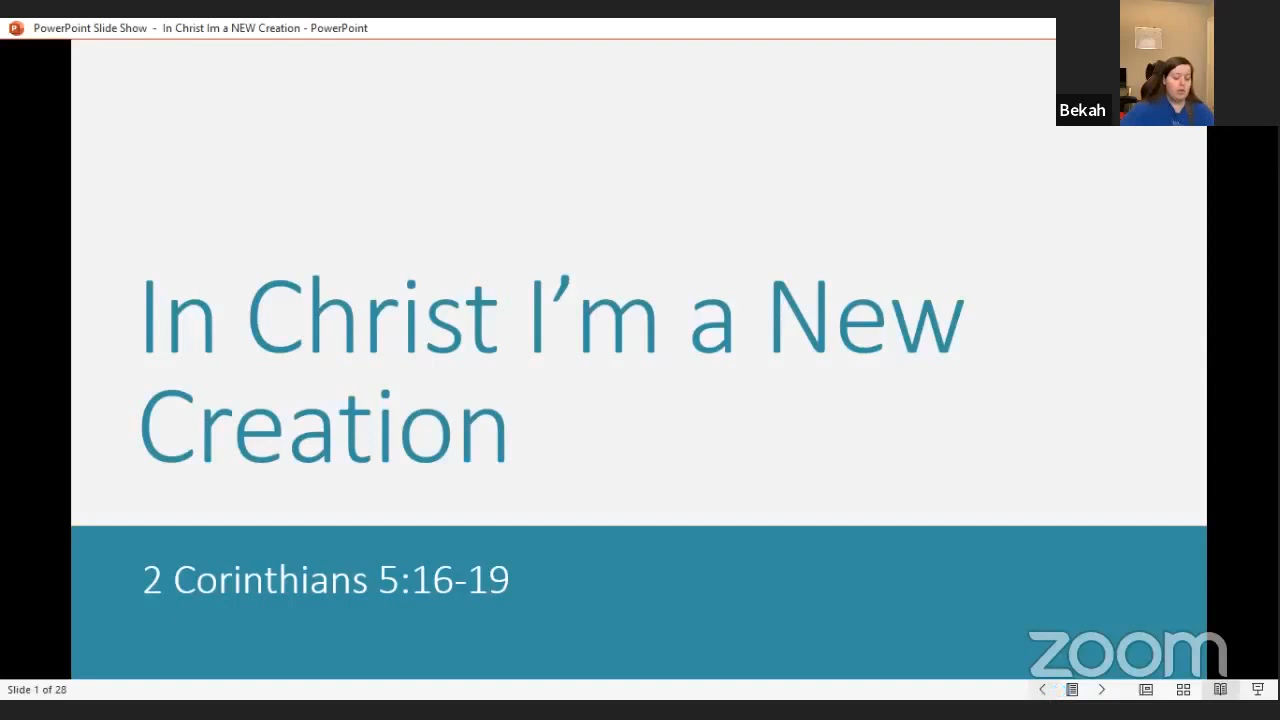 PowerPoint Slide Show - In Christ Im a NEW Creation - PowerPoint
Bekah
In Christ I’m a New
Creation
2 Corinthians 5:16-19
zoom
Slide 1 of 28